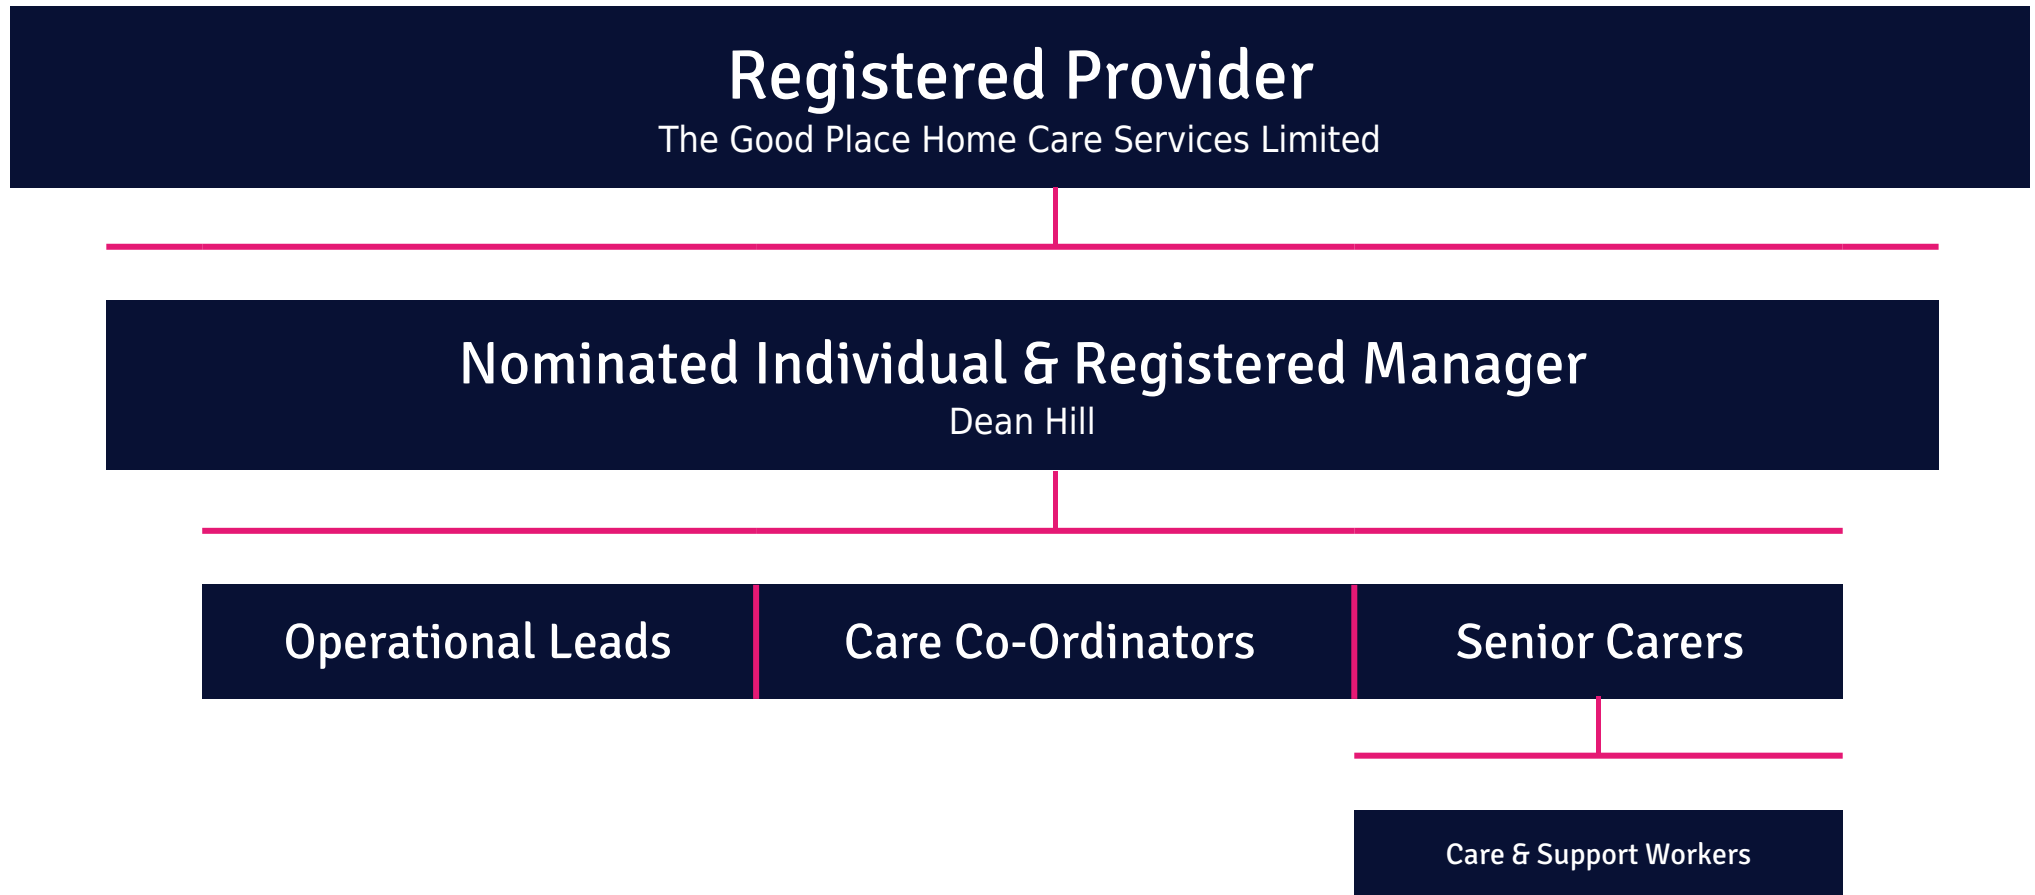 Registered Provider
The Good Place Home Care Services Limited
Nominated Individual & Registered Manager
Dean Hill
Operational Leads
Care Co-Ordinators
Senior Carers
Care & Support Workers